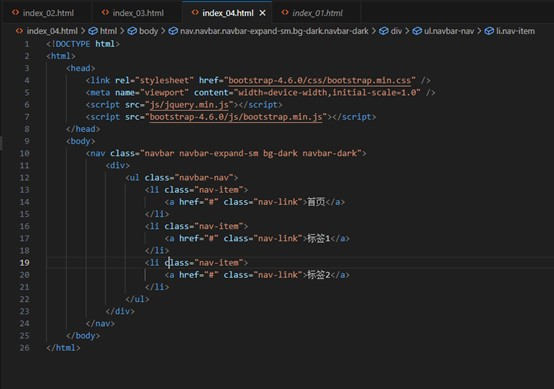 index_02.html index_03.html index_04.html × index_01.html
index_04.html > html > body > nav.navbar.navbar-expand-sm.bg-dark.navbar-dark > div > ul.navbar-nav > li.nav-item
1 <!DOCTYPE html>
2 <html>
3 <head>
4 <link rel="stylesheet" href="bootstrap-4.6.0/css/bootstrap.min.css" />
5 <meta name="viewport" content="width=device-width,initial-scale=1.0" />
6 <script src="js/jquery.min.js"></script>
7 <script src="bootstrap-4.6.0/js/bootstrap.min.js"></script>
8 </head>
9 <body>
10 <nav class="navbar navbar-expand-sm bg-dark navbar-dark">
11 <div>
12 <ul class="navbar-nav">
13 <li class="nav-item">
14 <a href="#" class="nav-link">首页</a>
15 </li>
16 <li class="nav-item">
17 <a href="#" class="nav-link">标签1</a>
18 </li>
19 <li class="nav-item">
20 <a href="#" class="nav-link">标签2</a>
21 </li>
22 </ul>
23 </div>
24 </nav>
25 </body>
26 </html>